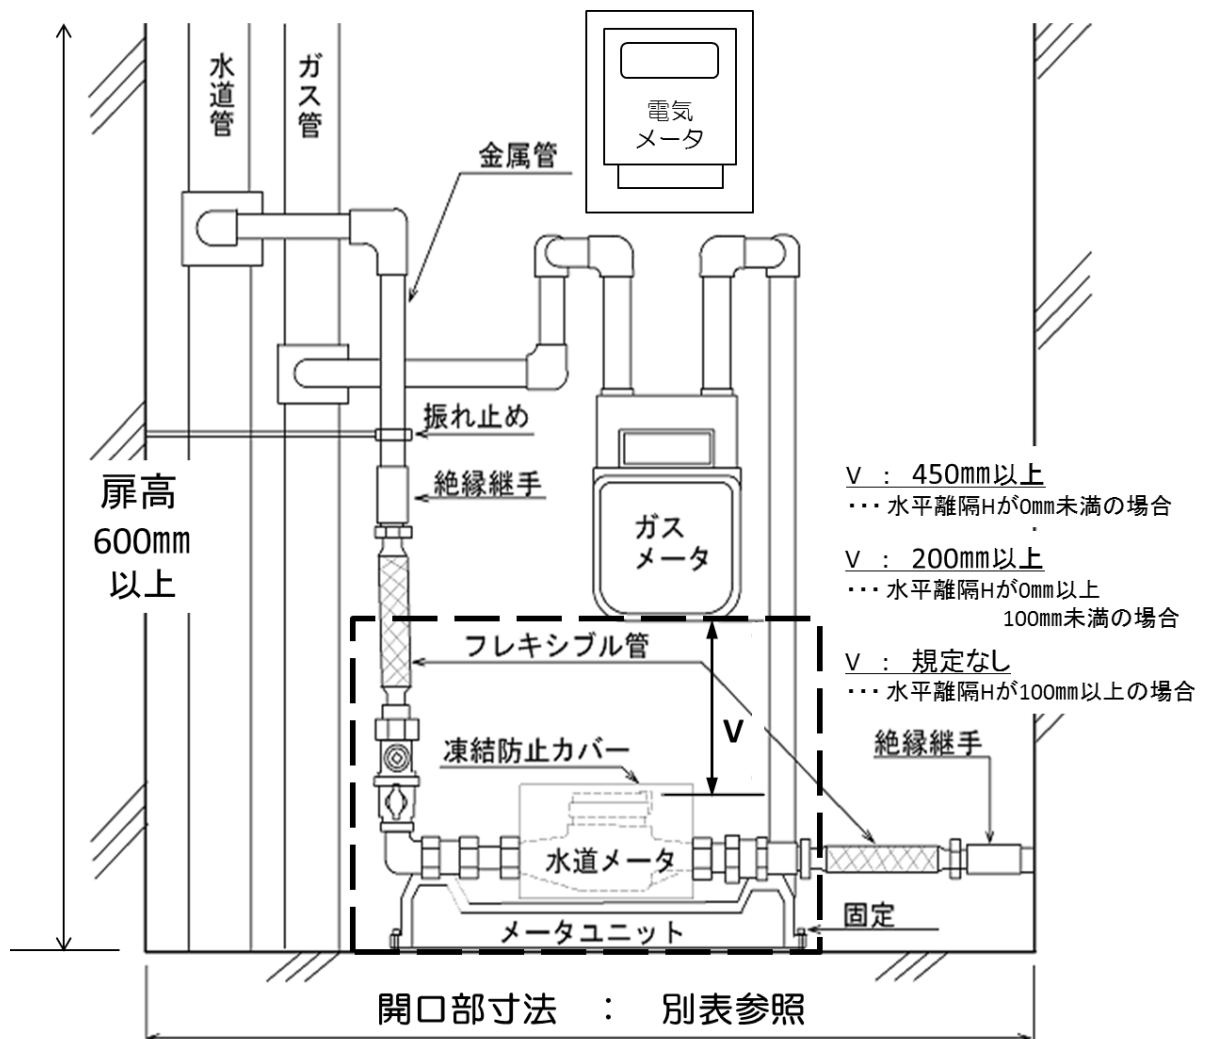 水道管
ガス管
電気
メータ
金属管
振れ止め
絶縁継手
扉高
600㎜
以上
ガス
メータ
V : 450㎜以上
･･･水平離隔Hが0㎜未満の場合
V : 200㎜以上
･･･水平離隔Hが0㎜以上
100㎜未満の場合
V : 規定なし
･･･水平離隔Hが100㎜以上の場合
フレキシブル管
V
凍結防止カバー
絶縁継手
水道メータ
固定
メータユニット
開口部寸法 : 別表参照